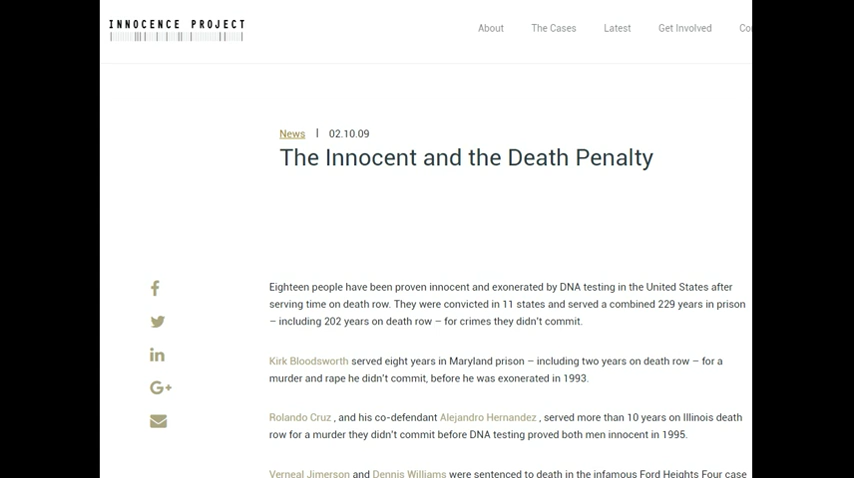 INNOCENCE PROJECT
About The Cases Latest Get Involved
News | 02.10.09
The Innocent and the Death Penalty
Eighteen people have been proven innocent and exonerated by DNA testing in the United States after
serving time on death row. They were convicted in 11 states and served a combined 229 years in prison
– including 202 years on death row – for crimes they didn't commit.
Kirk Bloodsworth served eight years in Maryland prison – including two years on death row – for a
murder and rape he didn't commit, before he was exonerated in 1993.
Rolando Cruz , and his co-defendant Alejandro Hernandez , served more than 10 years on Illinois death
row for a murder they didn't commit before DNA testing proved both men innocent in 1995.
Verneal Jimerson and Dennis Williams were sentenced to death in the infamous Ford Heights Four case